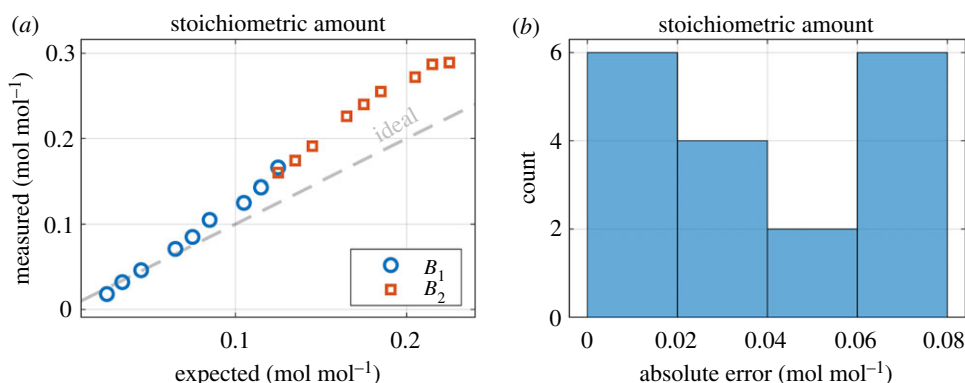 (a)
stoichiometric amount
0.3
0.2
0.1
0
measured (mol mol⁻¹)
ideal
B₁
B₂
0.1
0.2
expected (mol mol⁻¹)
(b)
stoichiometric amount
6
4
2
0
count
0
0.02
0.04
0.06
0.08
absolute error (mol mol⁻¹)